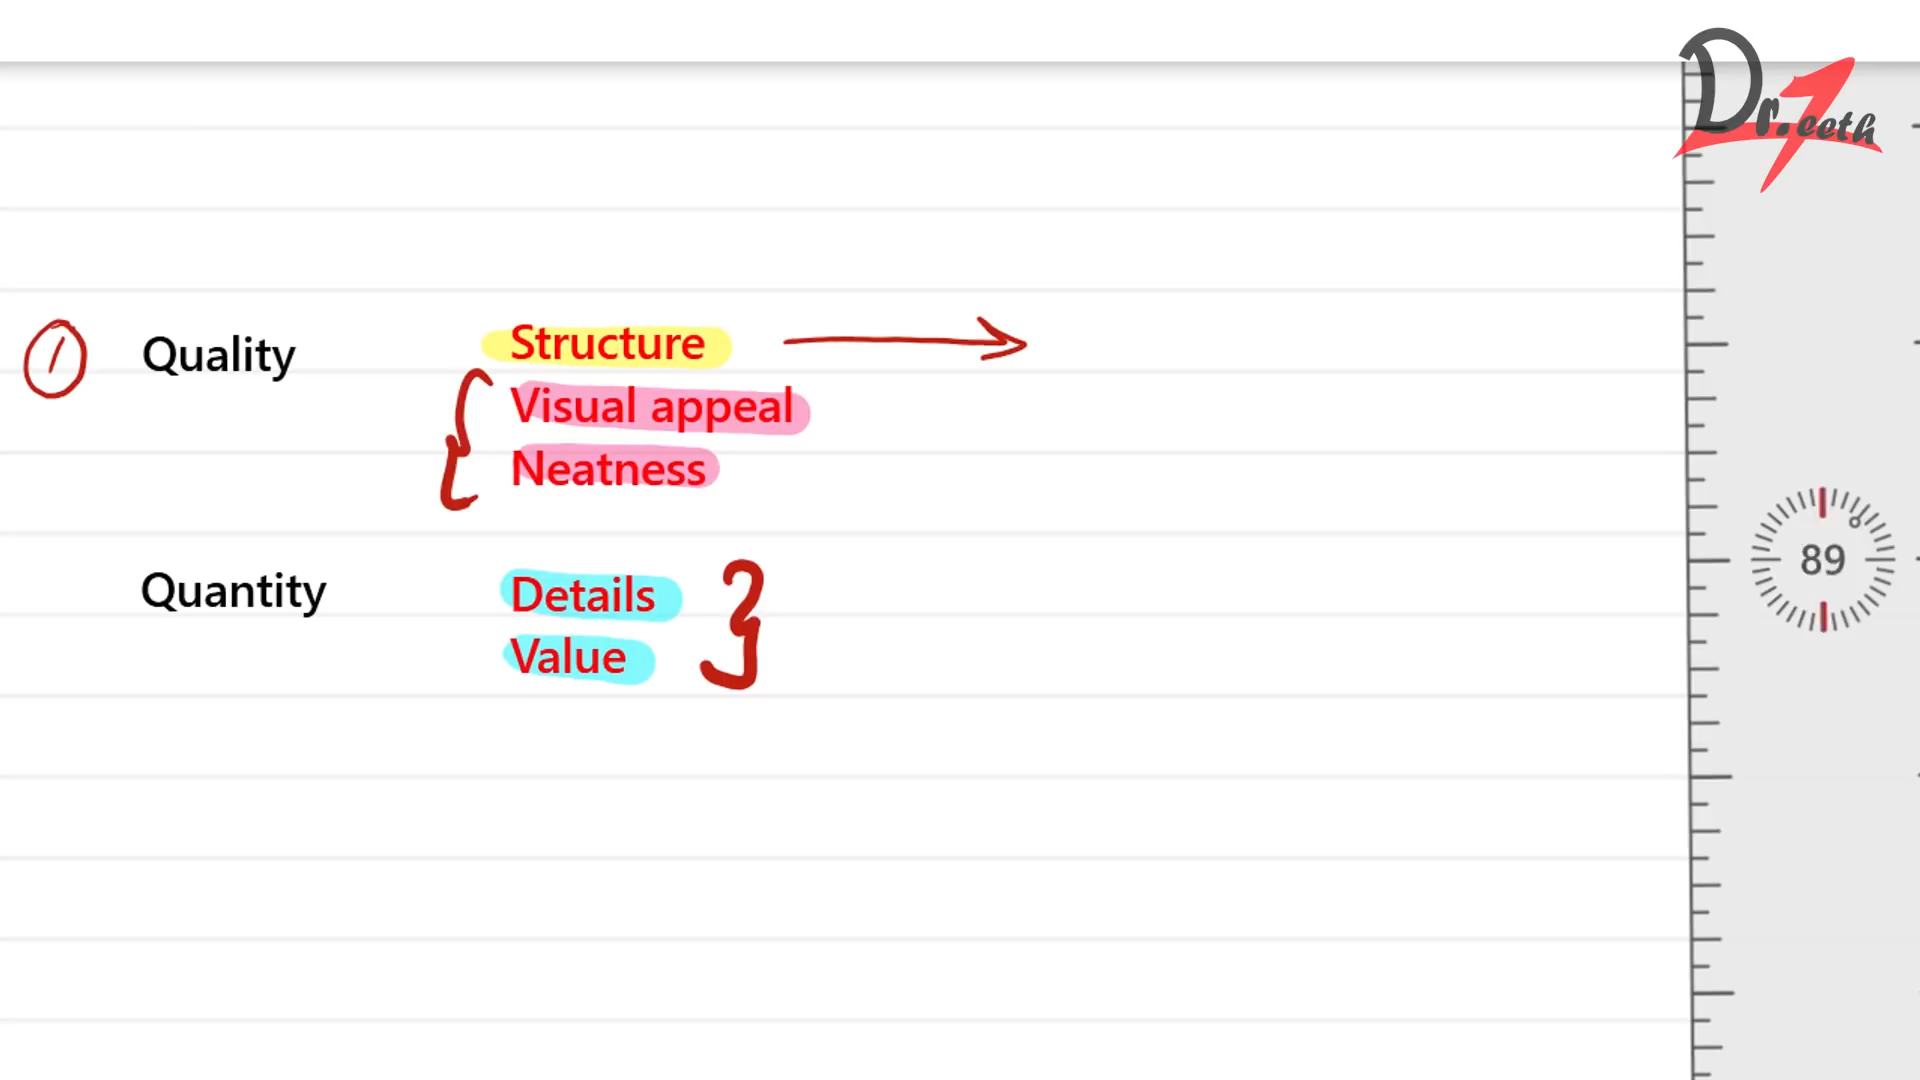 Dr. Teeth
1 Quality Structure
Visual appeal
Neatness
Quantity Details
Value
89